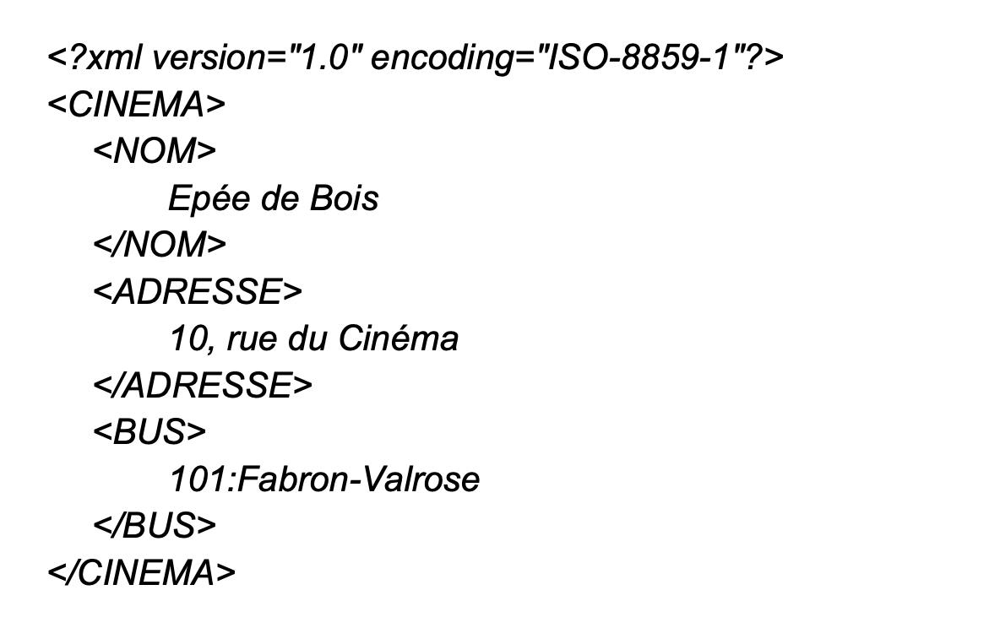 <?xml version="1.0" encoding="ISO-8859-1"?>
<CINEMA>
<NOM>
Epée de Bois
</NOM>
<ADRESSE>
10, rue du Cinéma
</ADRESSE>
<BUS>
101:Fabron-Valrose
</BUS>
</CINEMA>